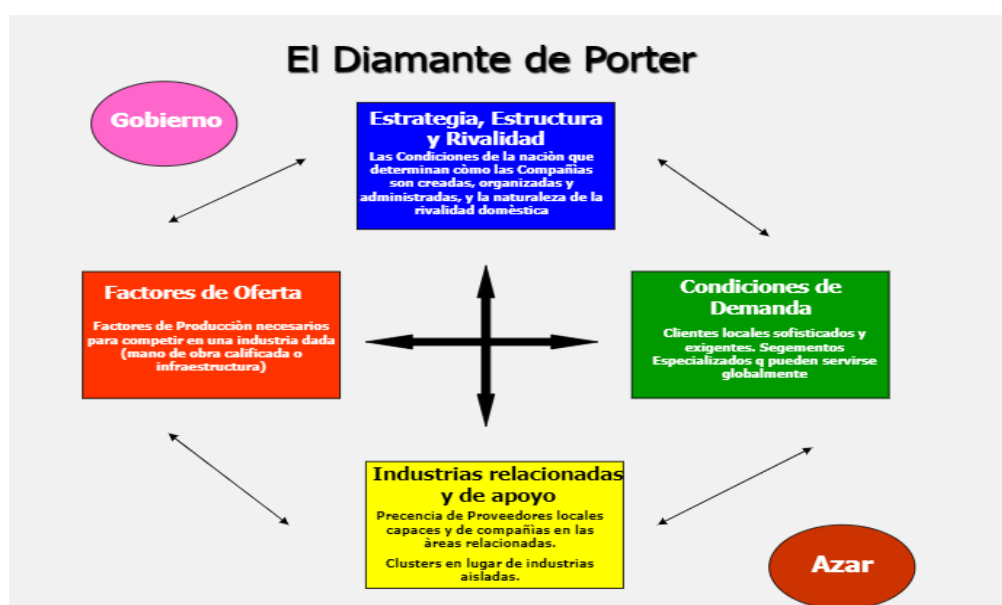 El Diamante de Porter
Gobierno
Estrategia, Estructura
y Rivalidad
Las Condiciones de la naciòn que
determinan còmo las Compañìas
son creadas, organizadas y
administradas, y la naturaleza de la
rivalidad domèstica
Factores de Oferta
Factores de Producciòn necesarios
para competir en una industria dada
(mano de obra calificada o
infraestructura)
Condiciones de
Demanda
Clientes locales sofisticados y
exigentes. Segementos
Especializados q pueden servirse
globalmente
Industrias relacionadas
y de apoyo
Precencia de Proveedores locales
capaces y de compañìas en las
àreas relacionadas.
Clusters en lugar de industrias
aisladas.
Azar